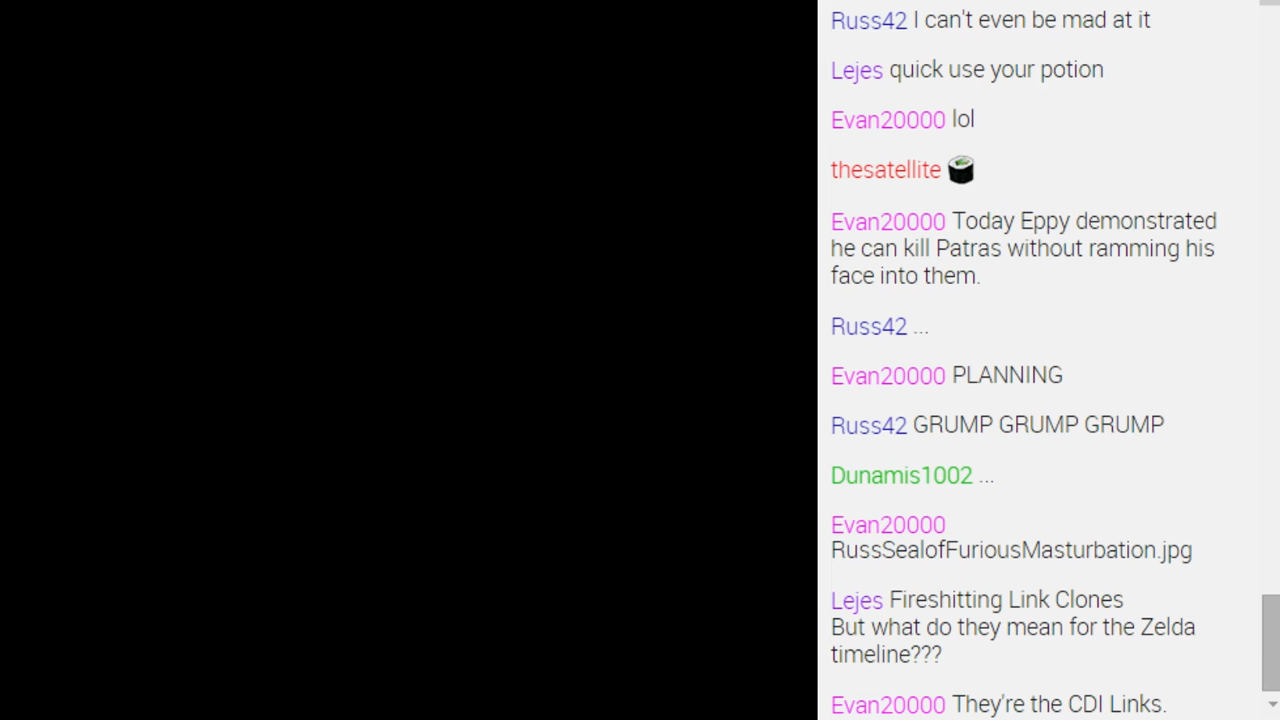 Russ42 I can't even be mad at it
Lejes quick use your potion
Evan20000 lol
thesatellite
Evan20000 Today Eppy demonstrated
he can kill Patras without ramming his
face into them.
Russ42 ...
Evan20000 PLANNING
Russ42 GRUMP GRUMP GRUMP
Dunamis1002 ...
Evan20000
RussSealofFuriousMasturbation.jpg
Lejes Fireshitting Link Clones
But what do they mean for the Zelda
timeline???
Evan20000 They're the CDI Links.